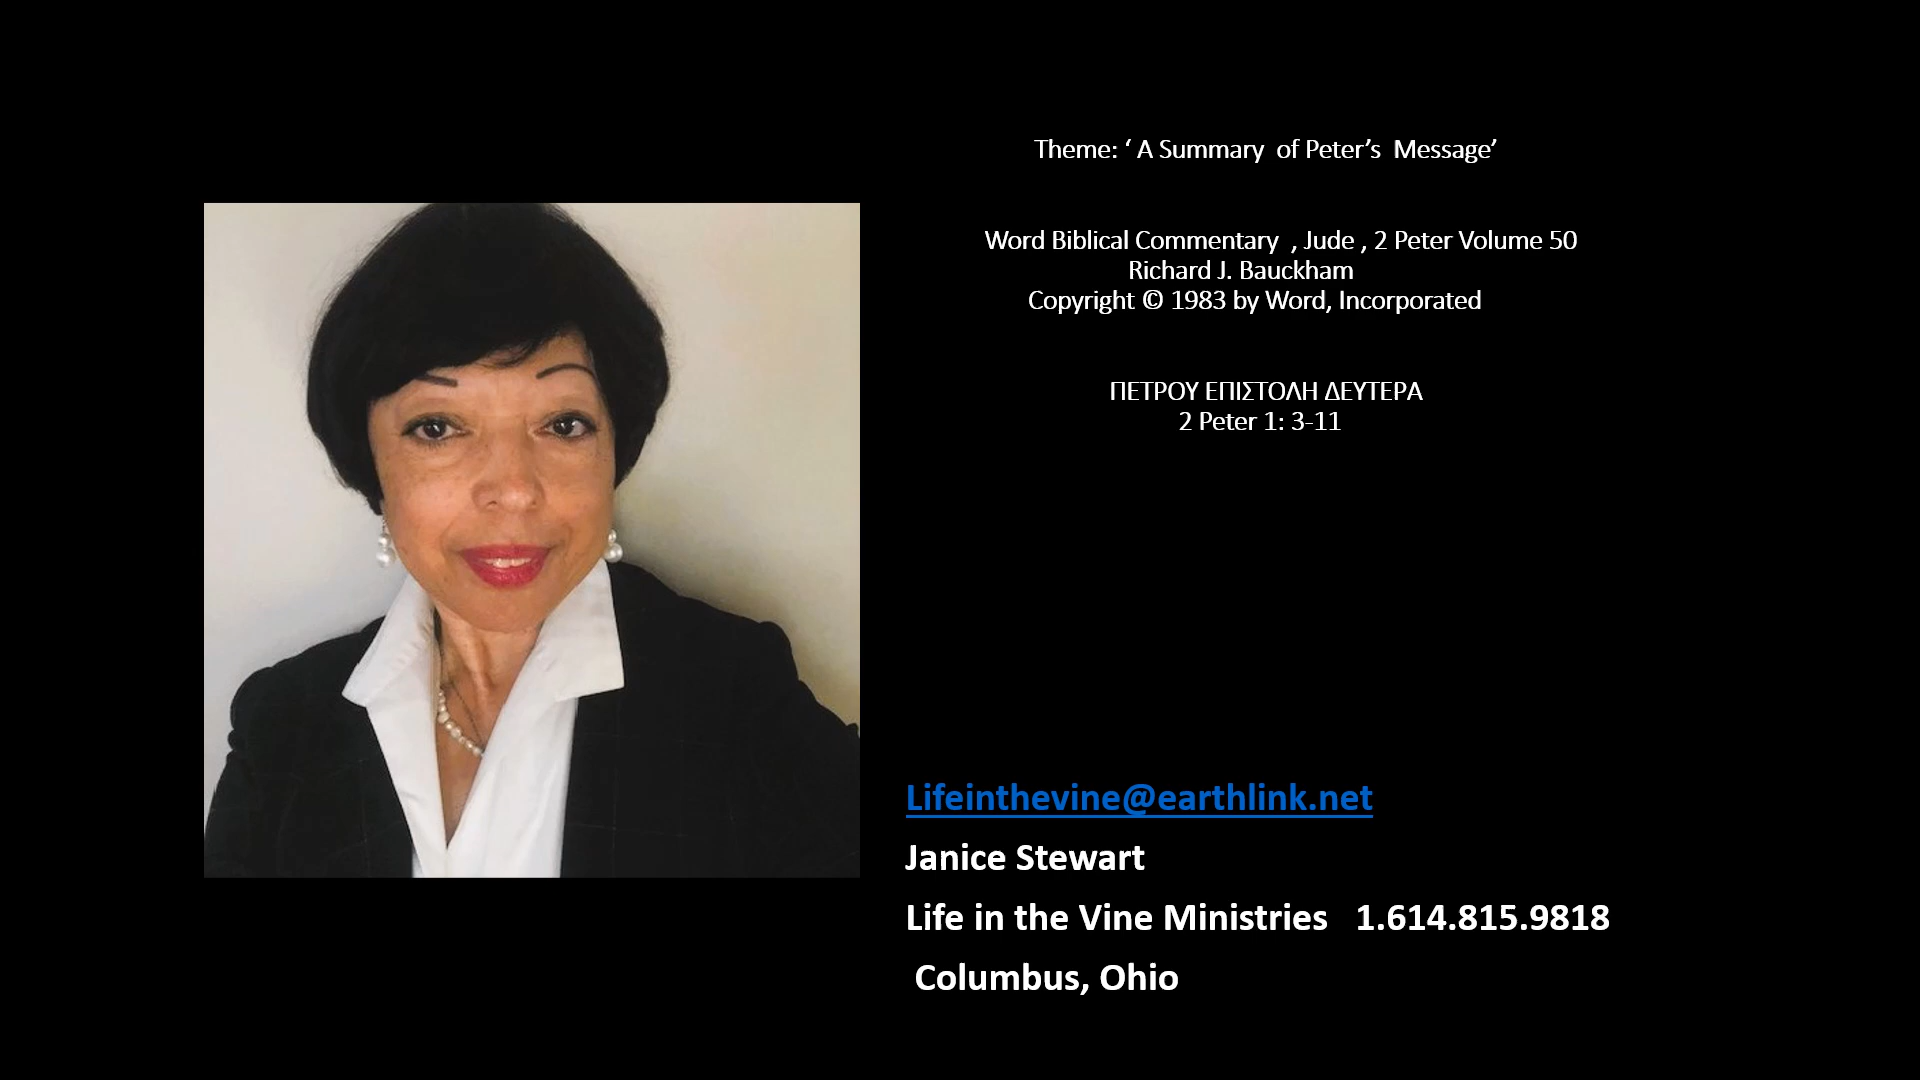 Theme: ‘ A Summary  of Peter’s  Message’
Word Biblical Commentary  , Jude , 2 Peter Volume 50
Richard J. Bauckham
Copyright © 1983 by Word, Incorporated
ΠΕΤΡΟΥ ΕΠΙΣΤΟΛΗ ΔΕΥΤΕΡΑ
2 Peter 1: 3-11
Lifeinthevine@earthlink.net
Janice Stewart
Life in the Vine Ministries   1.614.815.9818
Columbus, Ohio